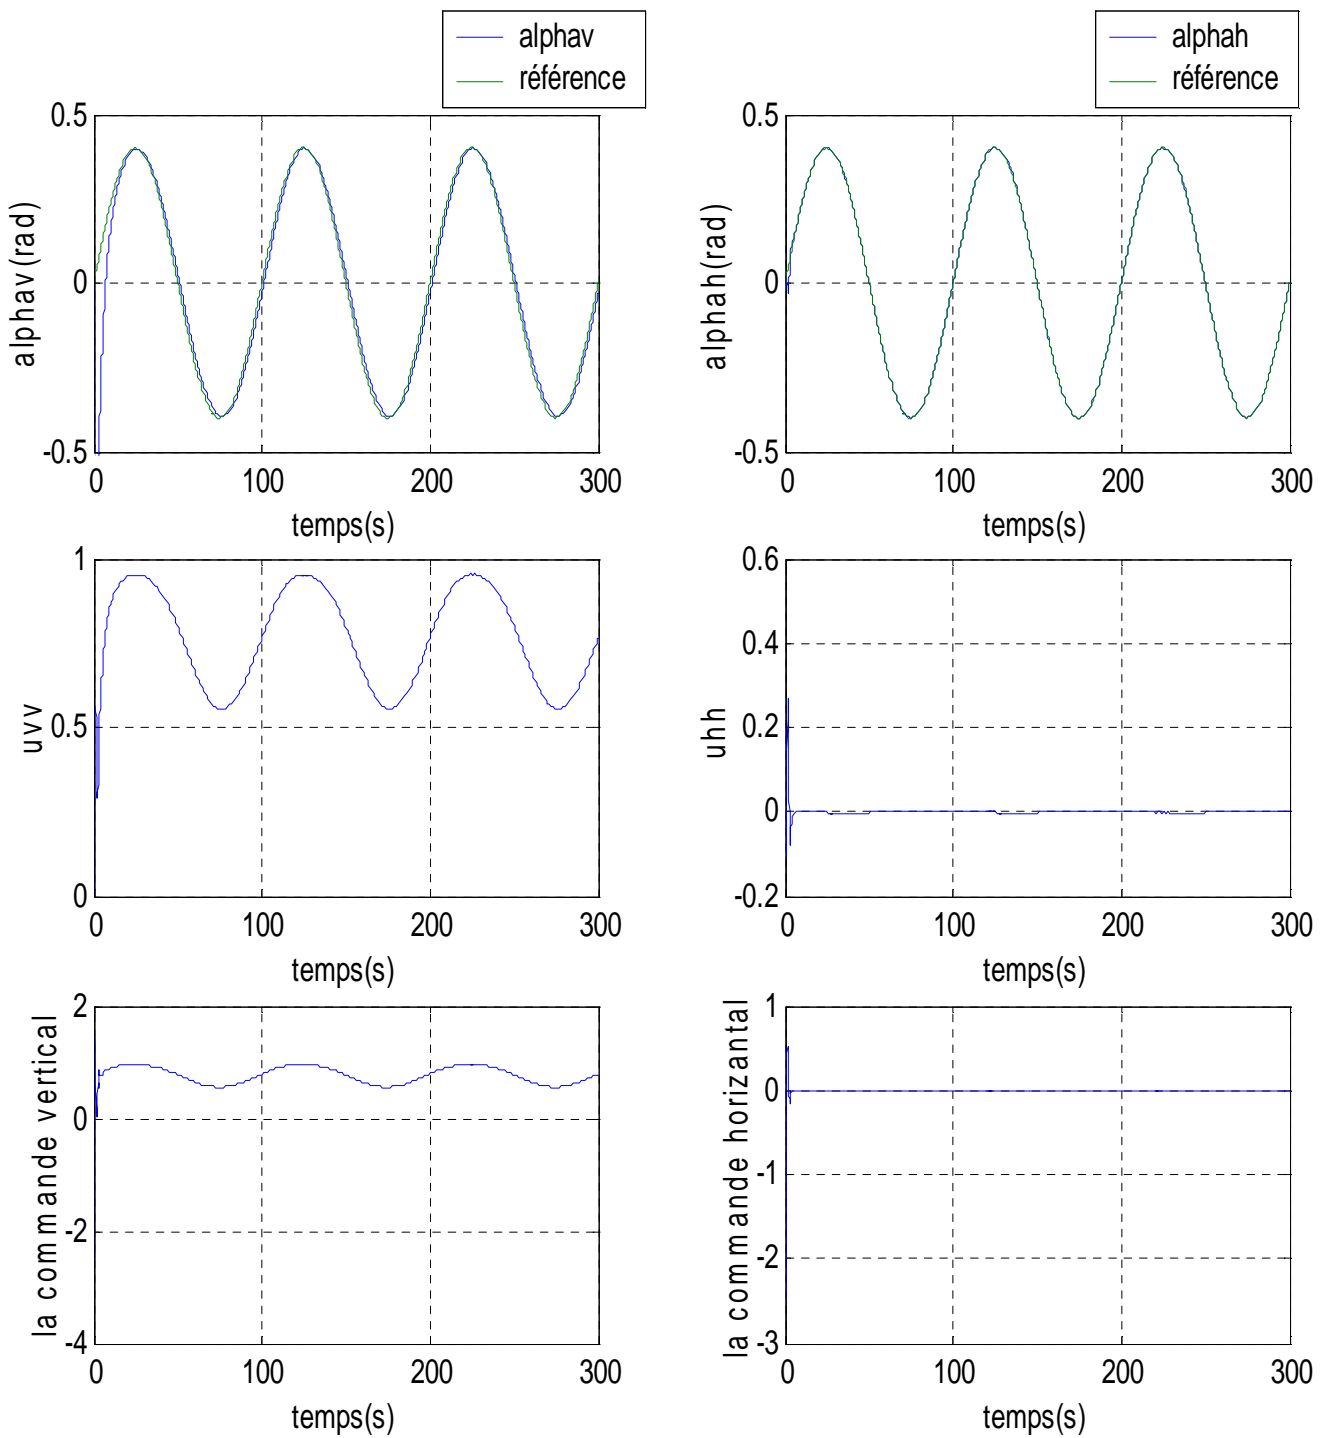 alphav
référence
alphah
référence
0.5
0
-0.5
alphav(rad)
0 100 200 300
temps(s)
0.5
0
-0.5
alphah(rad)
0 100 200 300
temps(s)
1
0.5
0
uvv
0 100 200 300
temps(s)
0.6
0.4
0.2
0
-0.2
uhh
0 100 200 300
temps(s)
2
0
-2
-4
la commande vertical
0 100 200 300
temps(s)
1
0
-1
-2
-3
la commande horizantal
0 100 200 300
temps(s)